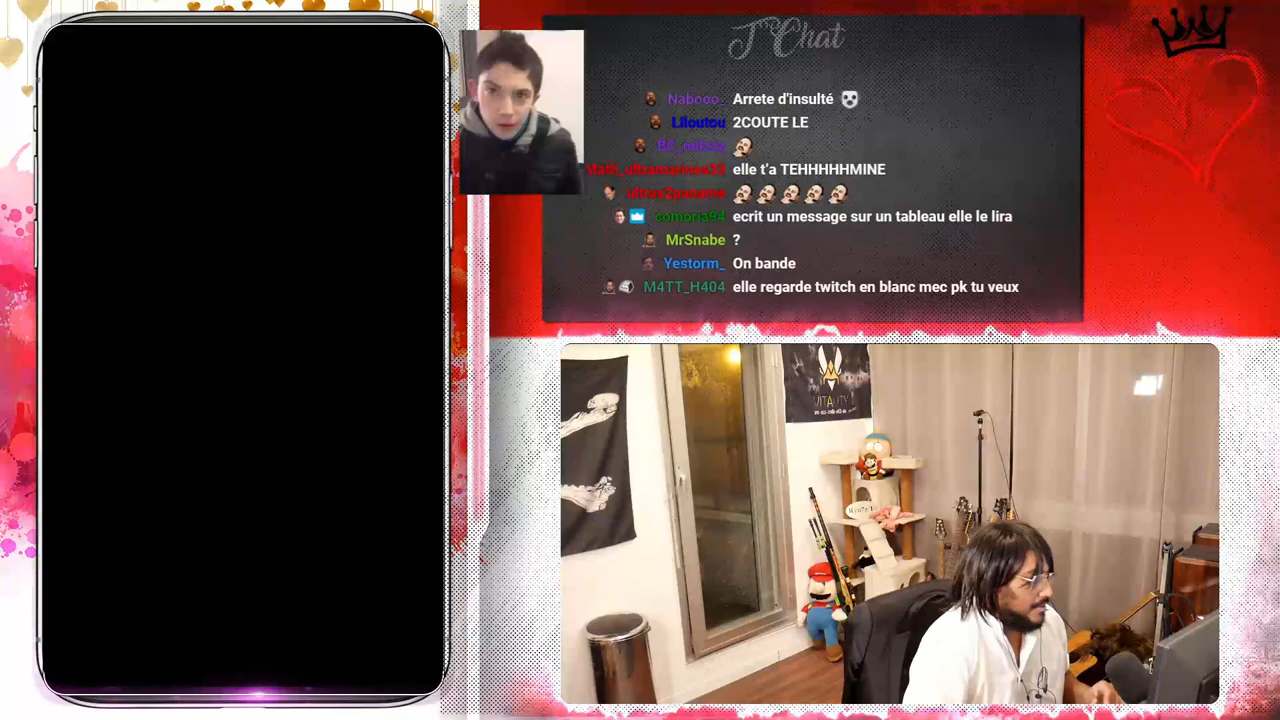 J'Chat
Nabooo_ Arrete d'insulté
Liloutou 2COUTE LE
elle t'a TEHHHHHMINE
ultras2paname
comoria94 ecrit un message sur un tableau elle le lira
MrSnabe ?
Yestorm_ On bande
M4TT_H404 elle regarde twitch en blanc mec pk tu veux
VITALITY